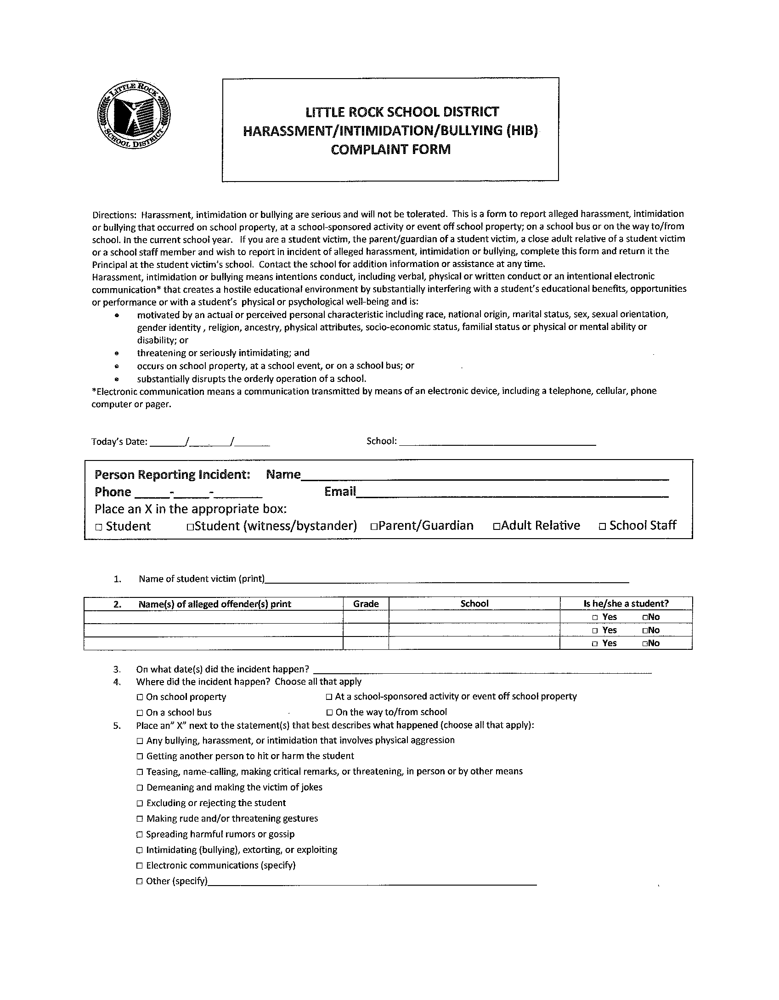 LITTLE ROCK
SCHOOL DISTRICT
LITTLE ROCK SCHOOL DISTRICT
HARASSMENT/INTIMIDATION/BULLYING (HIB)
COMPLAINT FORM
Directions: Harassment, intimidation or bullying are serious and will not be tolerated. This is a form to report alleged harassment, intimidation
or bullying that occurred on school property, at a school-sponsored activity or event off school property; on a school bus or on the way to/from
school. In the current school year. If you are a student victim, the parent/guardian of a student victim, a close adult relative of a student victim
or a school staff member and wish to report in incident of alleged harassment, intimidation or bullying, complete this form and return it the
Principal at the student victim's school. Contact the school for addition information or assistance at any time.
Harassment, intimidation or bullying means intentions conduct, including verbal, physical or written conduct or an intentional electronic
communication* that creates a hostile educational environment by substantially interfering with a student's educational benefits, opportunities
or performance or with a student's physical or psychological well-being and is:
• motivated by an actual or perceived personal characteristic including race, national origin, marital status, sex, sexual orientation,
gender identity , religion, ancestry, physical attributes, socio-economic status, familial status or physical or mental ability or
disability; or
• threatening or seriously intimidating; and
• occurs on school property, at a school event, or on a school bus; or
• substantially disrupts the orderly operation of a school.
*Electronic communication means a communication transmitted by means of an electronic device, including a telephone, cellular, phone
computer or pager.
Today's Date: ______/_______/______ School: ____________________
Person Reporting Incident: Name____________________
Phone _____-_____-_______ Email____________________
Place an X in the appropriate box:
□ Student □Student (witness/bystander) □Parent/Guardian □Adult Relative □ School Staff
1. Name of student victim (print)____________________
2. Name(s) of alleged offender(s) print Grade School Is he/she a student?
□ Yes □No
□ Yes □No
□ Yes □No
3. On what date(s) did the incident happen? ____________________
4. Where did the incident happen? Choose all that apply
□ On school property □ At a school-sponsored activity or event off school property
□ On a school bus □ On the way to/from school
5. Place an" X" next to the statement(s) that best describes what happened (choose all that apply):
□ Any bullying, harassment, or intimidation that involves physical aggression
□ Getting another person to hit or harm the student
□ Teasing, name-calling, making critical remarks, or threatening, in person or by other means
□ Demeaning and making the victim of jokes
□ Excluding or rejecting the student
□ Making rude and/or threatening gestures
□ Spreading harmful rumors or gossip
□ Intimidating (bullying), extorting, or exploiting
□ Electronic communications (specify)
□ Other (specify)____________________